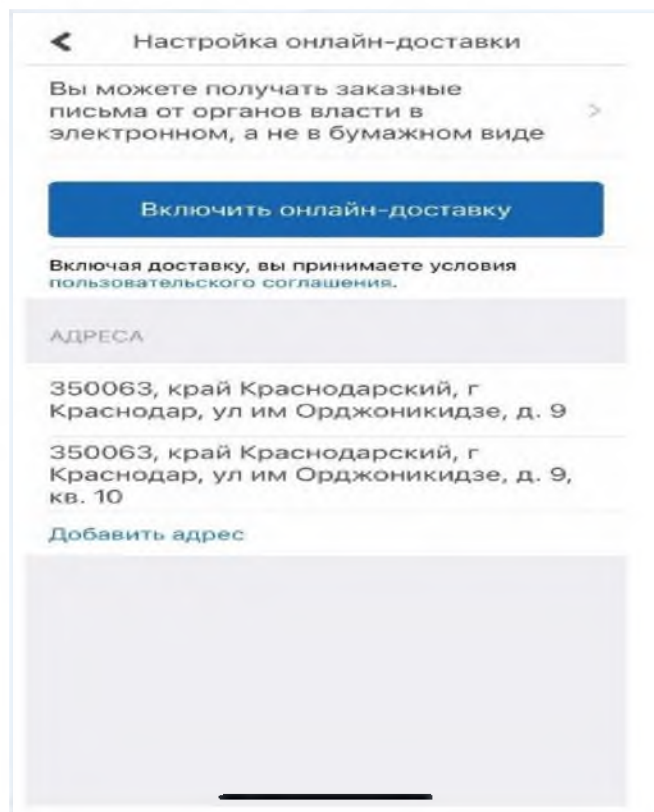 Настройка онлайн-доставки
Вы можете получать заказные
письма от органов власти в
электронном, а не в бумажном виде
Включить онлайн-доставку
Включая доставку, вы принимаете условия
пользовательского соглашения.
АДРЕСА
350063, край Краснодарский, г
Краснодар, ул им Орджоникидзе, д. 9
350063, край Краснодарский, г
Краснодар, ул им Орджоникидзе, д. 9,
кв. 10
Добавить адрес